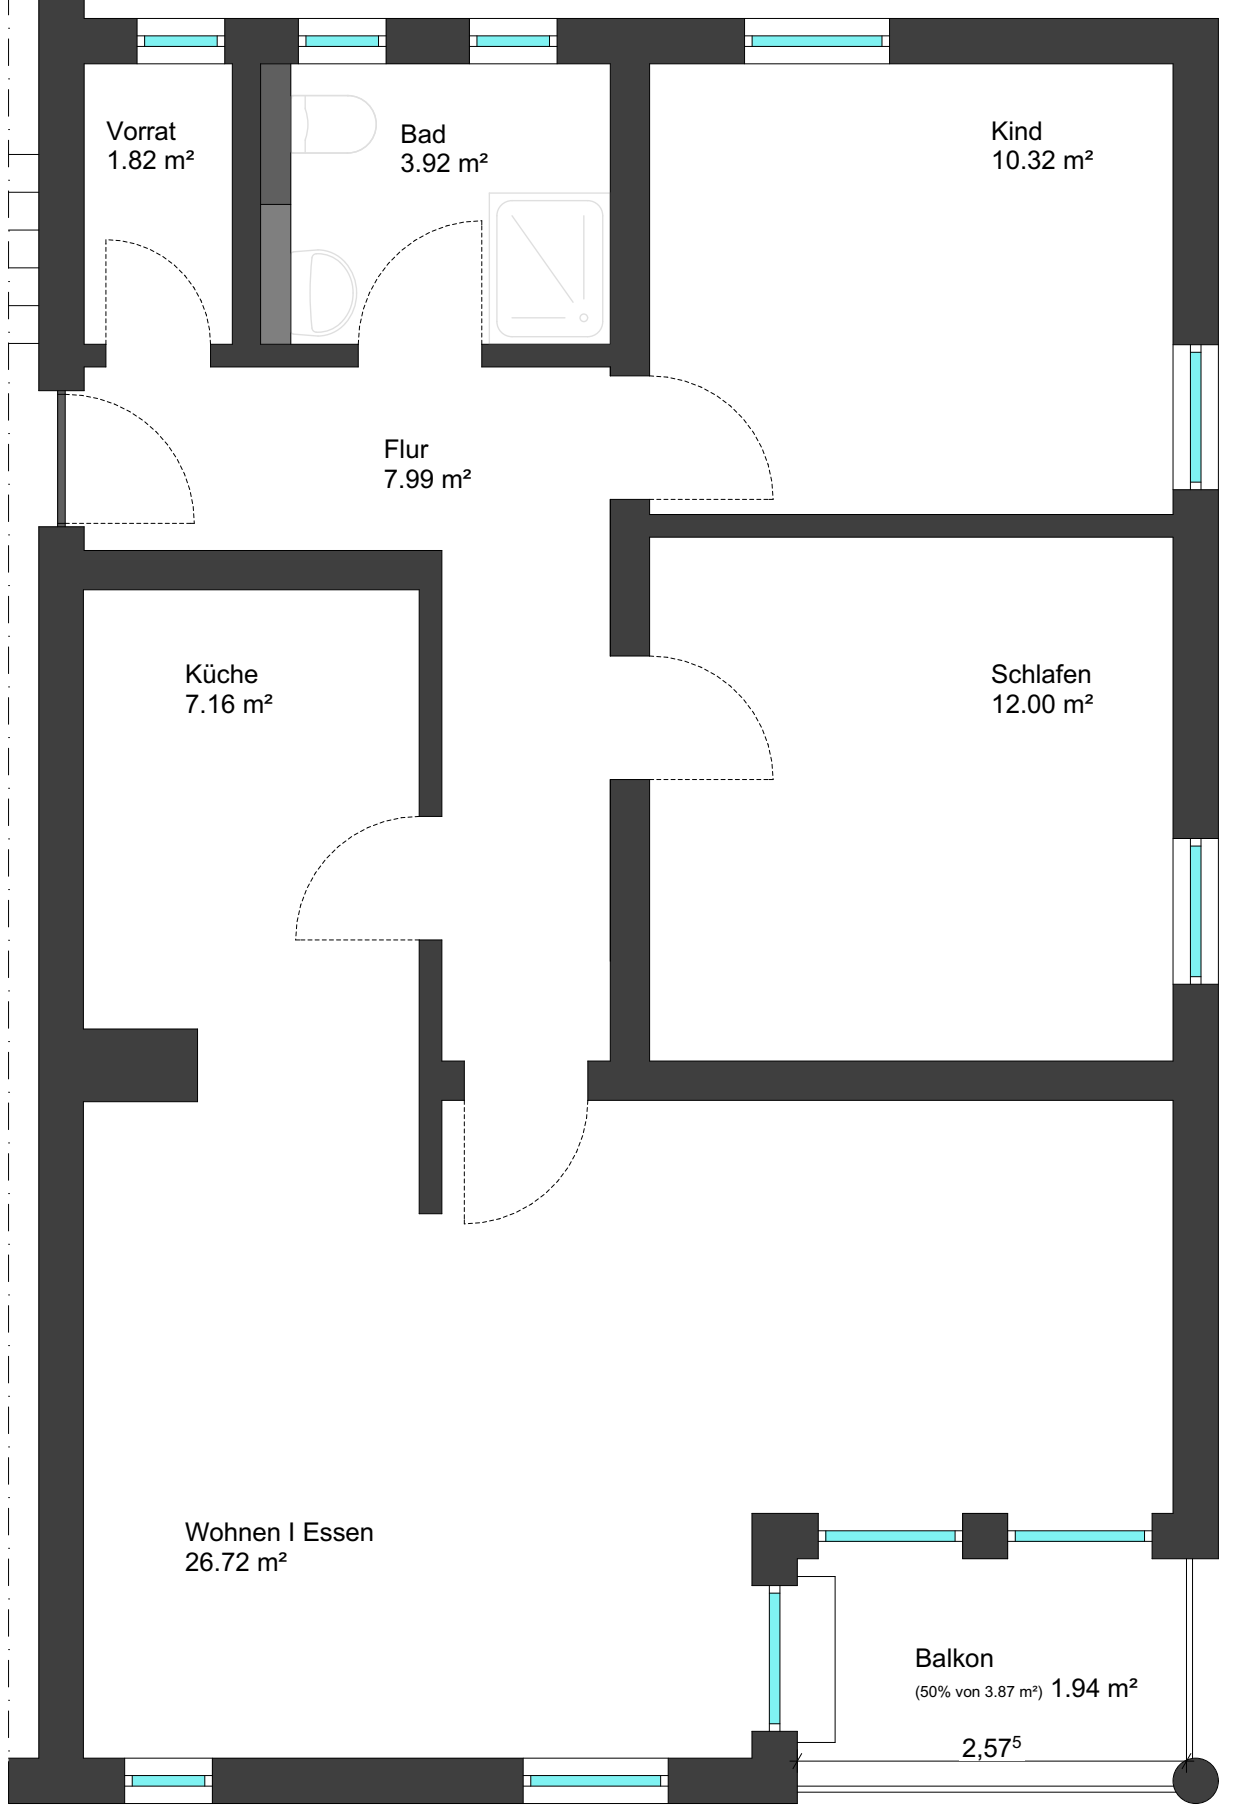 Vorrat
1.82 m²
Bad
3.92 m²
Kind
10.32 m²
Flur
7.99 m²
Küche
7.16 m²
Schlafen
12.00 m²
Wohnen I Essen
26.72 m²
Balkon
(50% von 3.87 m²) 1.94 m²
2,57⁵